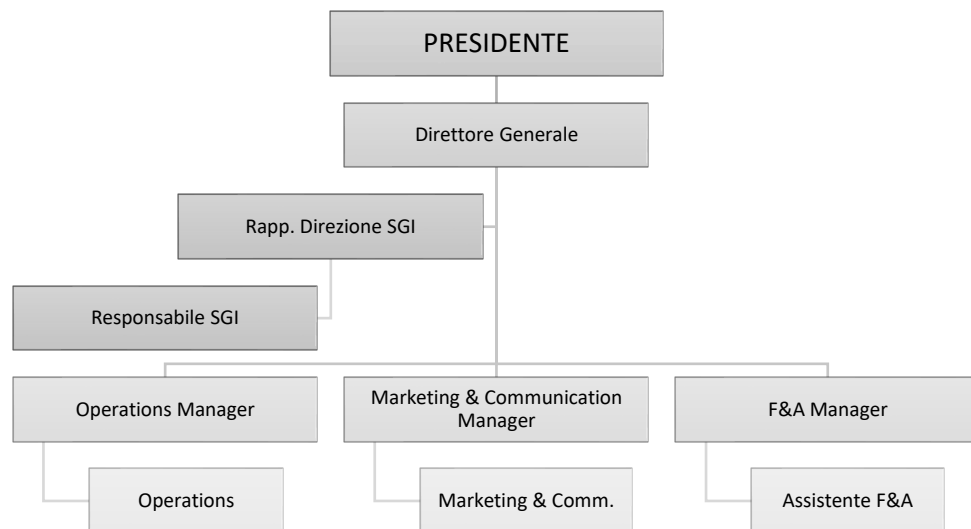 PRESIDENTE
Direttore Generale
Rapp. Direzione SGI
Responsabile SGI
Operations Manager
Marketing & Communication
Manager
F&A Manager
Operations
Marketing & Comm.
Assistente F&A